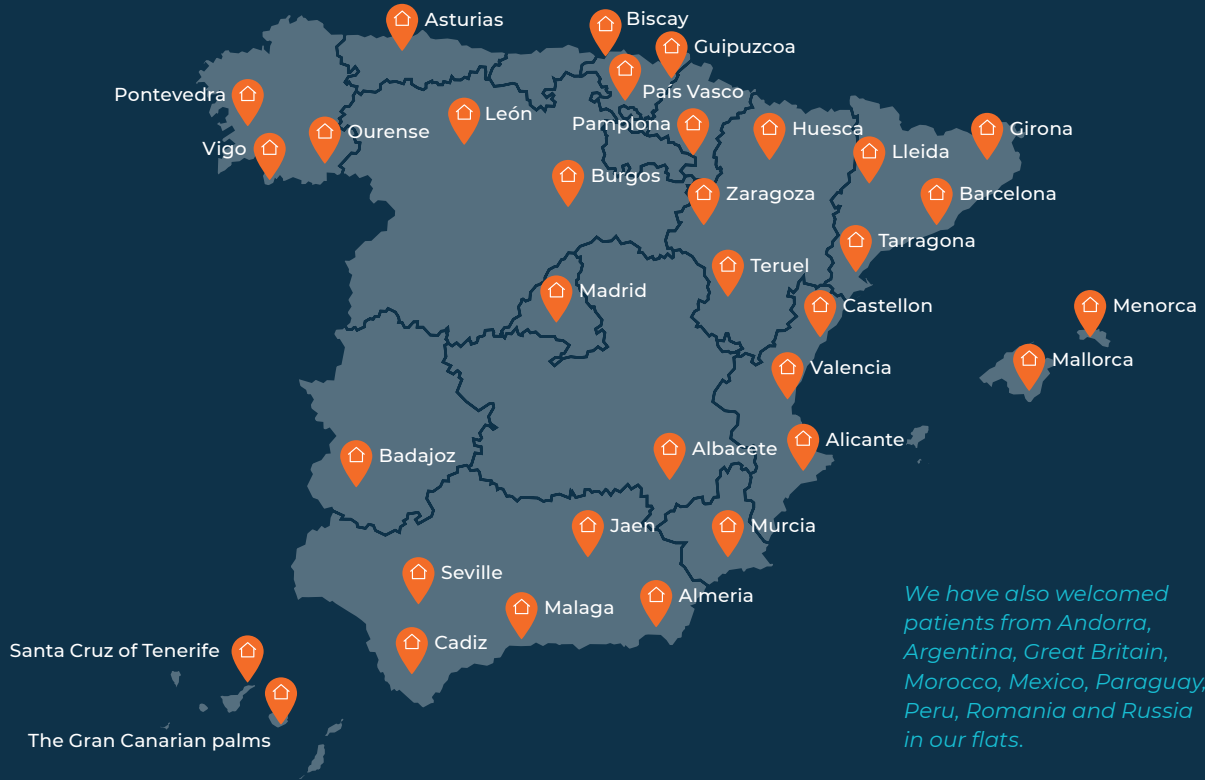 Asturias
Biscay
Guipuzcoa
País Vasco
Pontevedra
León
Pamplona
Ourense
Huesca
Girona
Vigo
Lleida
Burgos
Zaragoza
Barcelona
Tarragona
Teruel
Madrid
Castellon
Menorca
Mallorca
Valencia
Alicante
Albacete
Badajoz
Jaen
Murcia
Seville
Almeria
Malaga
Cadiz
Santa Cruz of Tenerife
The Gran Canarian palms
We have also welcomed
patients from Andorra,
Argentina, Great Britain,
Morocco, Mexico, Paraguay,
Peru, Romania and Russia
in our flats.